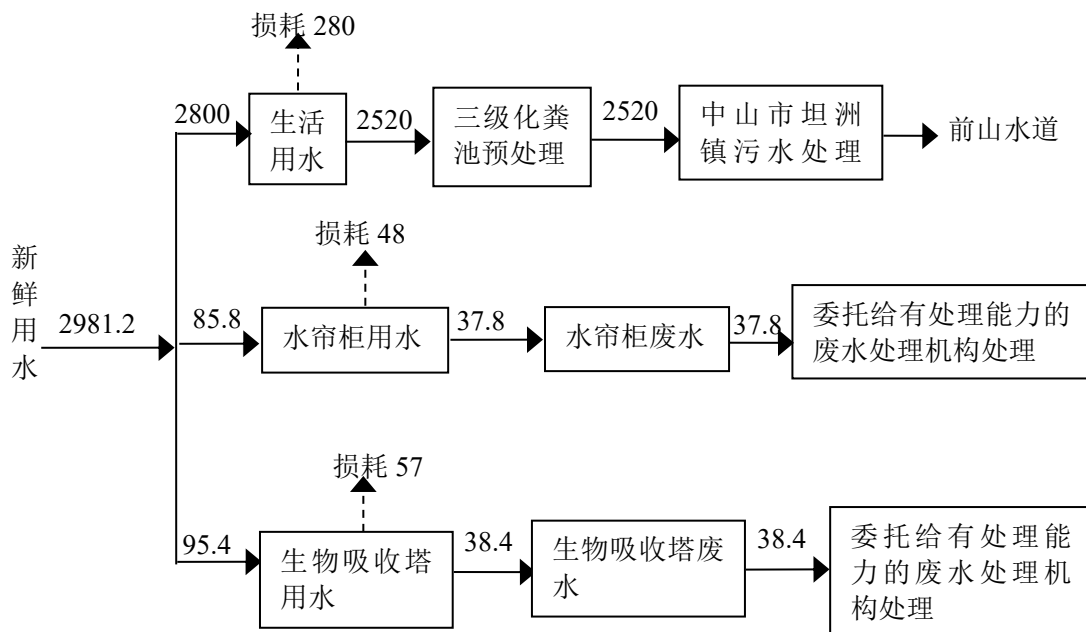 损耗 280
2800
生活
用水
2520
三级化粪
池预处理
2520
中山市坦洲
镇污水处理
前山水道
新
鲜
用
水
2981.2
损耗 48
85.8
水帘柜用水
37.8
水帘柜废水
37.8
委托给有处理能力的
废水处理机构处理
损耗 57
95.4
生物吸收塔
用水
38.4
生物吸收塔废
水
38.4
委托给有处理能
力的废水处理机
构处理